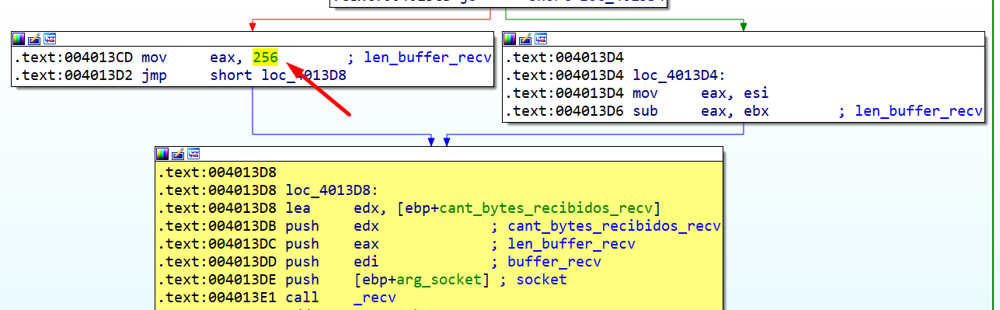 .text:004013CD mov eax, 256 ; len_buffer_recv
.text:004013D2 jmp short loc_4013D8
.text:004013D4
.text:004013D4 loc_4013D4:
.text:004013D4 mov eax, esi
.text:004013D6 sub eax, ebx ; len_buffer_recv
.text:004013D8
.text:004013D8 loc_4013D8:
.text:004013D8 lea edx, [ebp+cant_bytes_recibidos_recv]
.text:004013DB push edx ; cant_bytes_recibidos_recv
.text:004013DC push eax ; len_buffer_recv
.text:004013DD push edi ; buffer_recv
.text:004013DE push [ebp+arg_socket] ; socket
.text:004013E1 call _recv